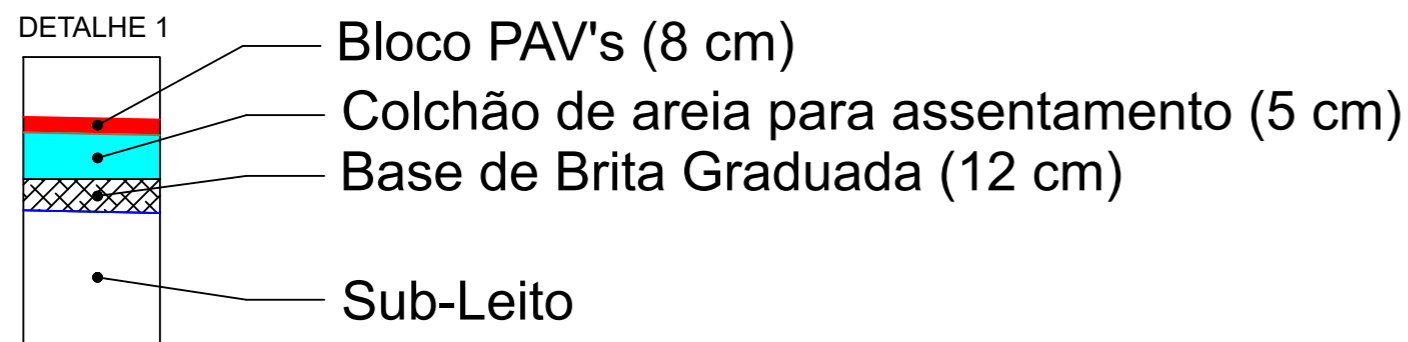 DETALHE 1
Bloco PAV's (8 cm)
Colchão de areia para assentamento (5 cm)
Base de Brita Graduada (12 cm)
Sub-Leito